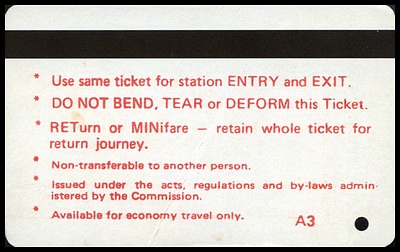 * Use same ticket for station ENTRY and EXIT.
* DO NOT BEND, TEAR or DEFORM this Ticket.
* RETurn or MINifare — retain whole ticket for
return journey.
* Non-transferable to another person.
* Issued under the acts, regulations and by-laws admin-
istered by the Commission.
* Available for economy travel only.
A3